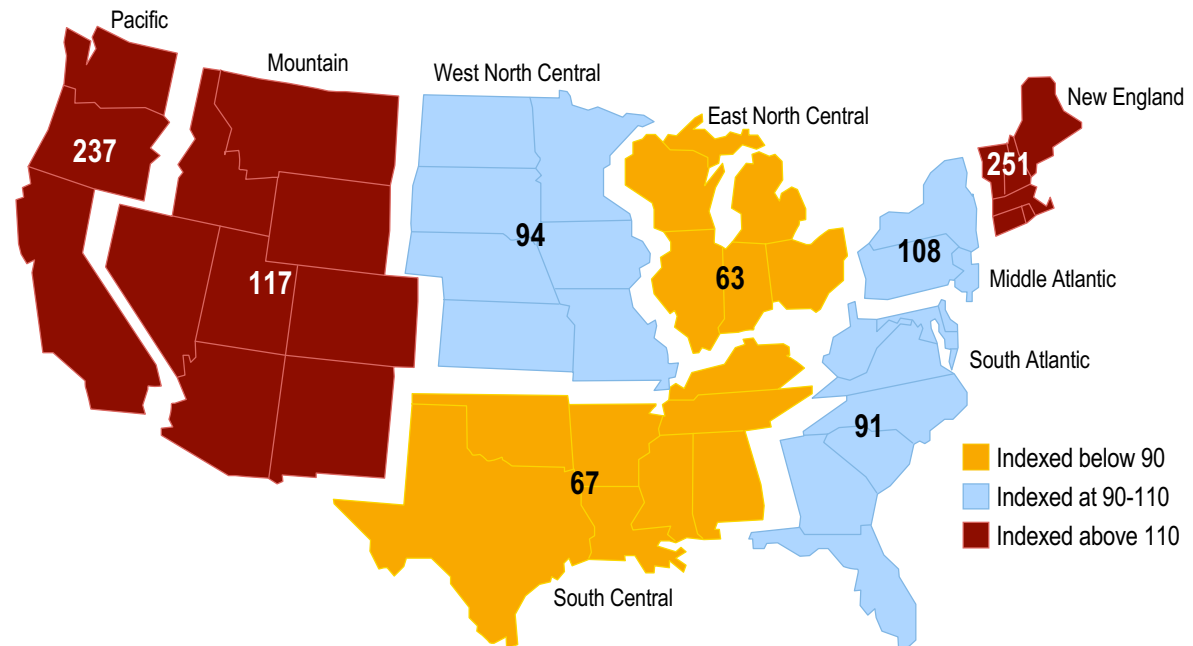 Pacific
Mountain
West North Central
East North Central
New England
237
251
94
108
117
63
Middle Atlantic
South Atlantic
91
Indexed below 90
67
Indexed at 90-110
Indexed above 110
South Central